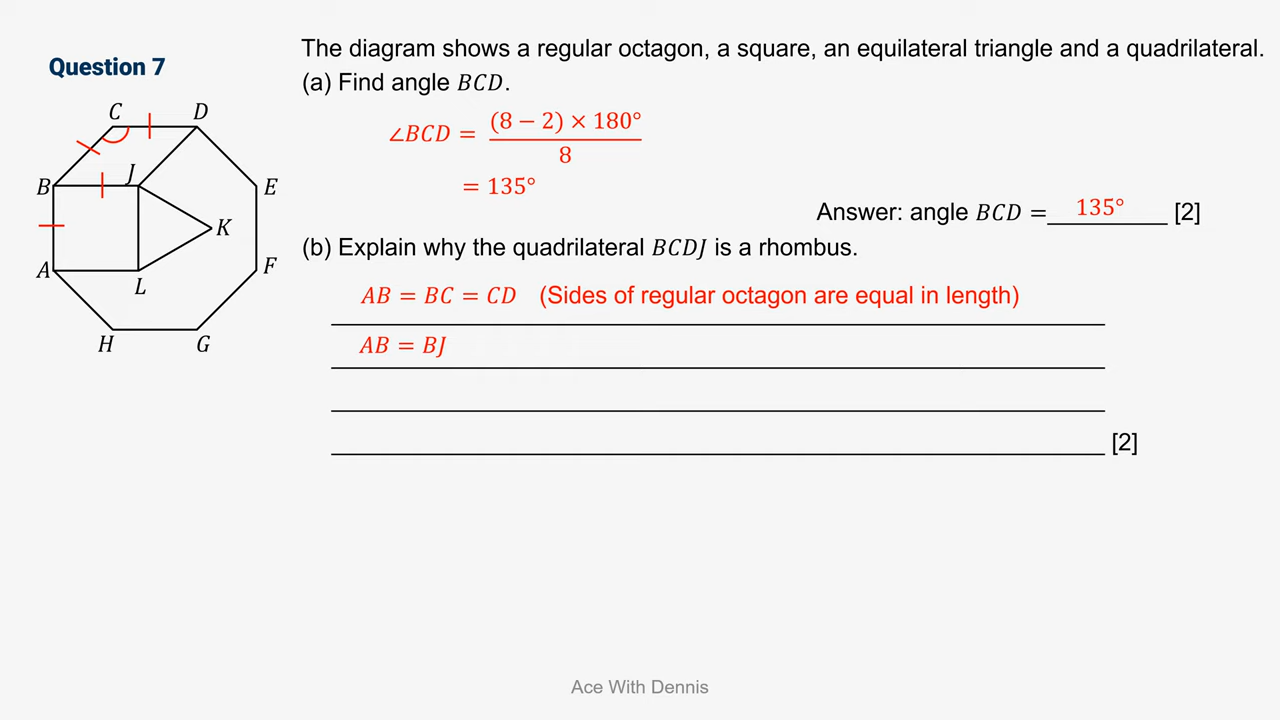 The diagram shows a regular octagon, a square, an equilateral triangle and a quadrilateral.
Question 7
(a) Find angle BCD.
C D
B J E
K
A L F
H G
∠BCD = (8 − 2) × 180° / 8
= 135°
Answer: angle BCD = 135° [2]
(b) Explain why the quadrilateral BCDJ is a rhombus.
AB = BC = CD (Sides of regular octagon are equal in length)
AB = BJ
[2]
Ace With Dennis